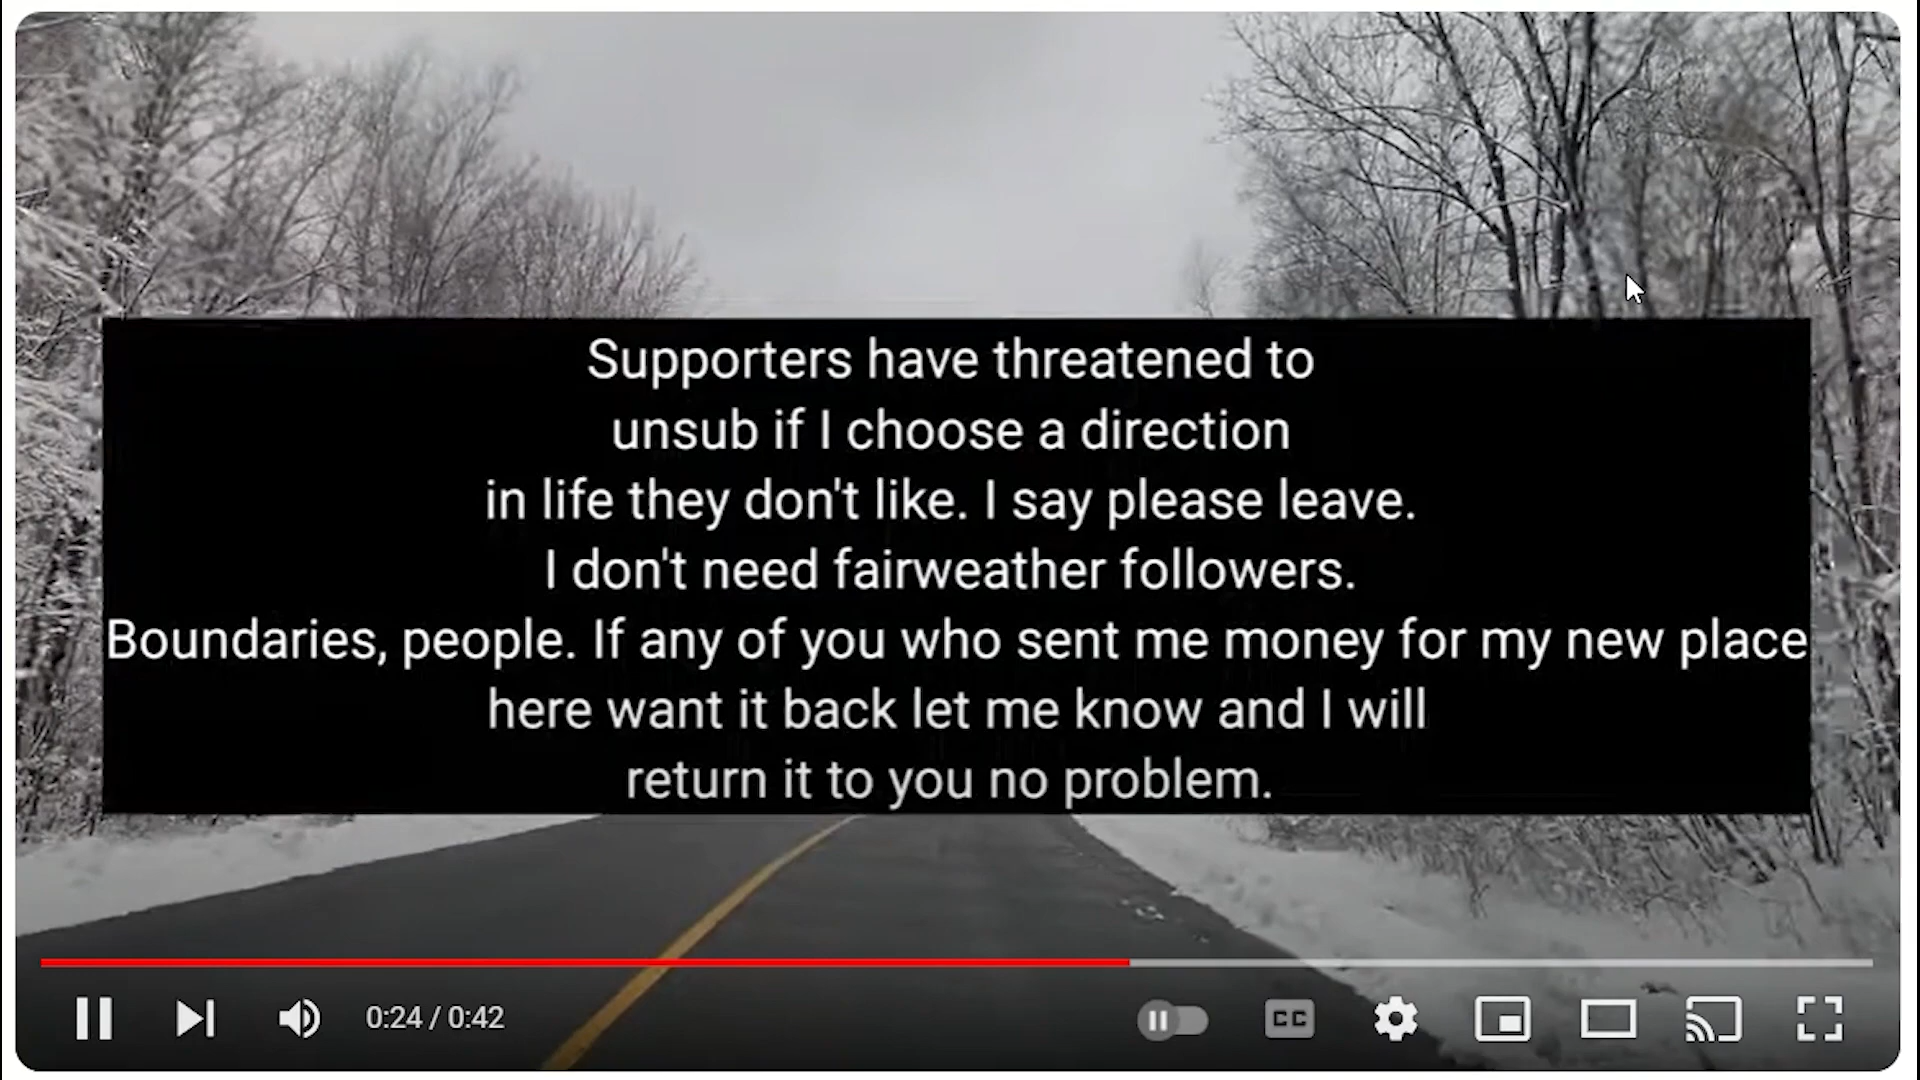 Supporters have threatened to
unsub if I choose a direction
in life they don't like. I say please leave.
I don't need fairweather followers.
Boundaries, people. If any of you who sent me money for my new place
here want it back let me know and I will
return it to you no problem.
0:24 / 0:42
CC